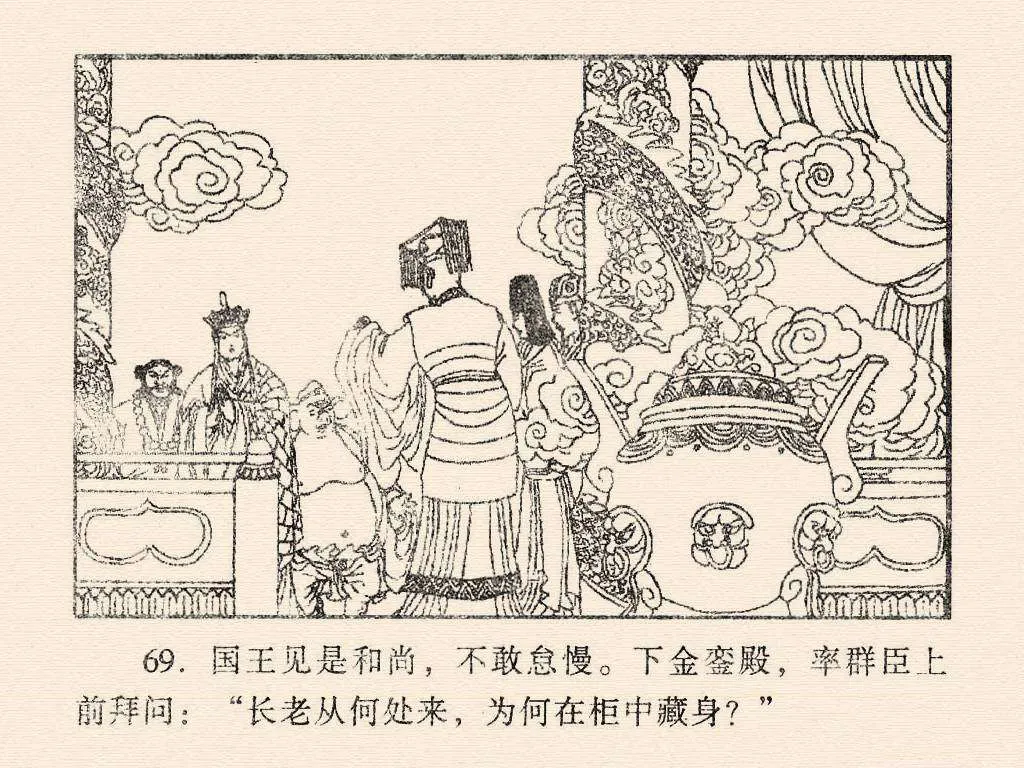 69. 国王见是和尚，不敢怠慢。下金銮殿，率群臣上
前拜问：“长老从何处来，为何在柜中藏身？”